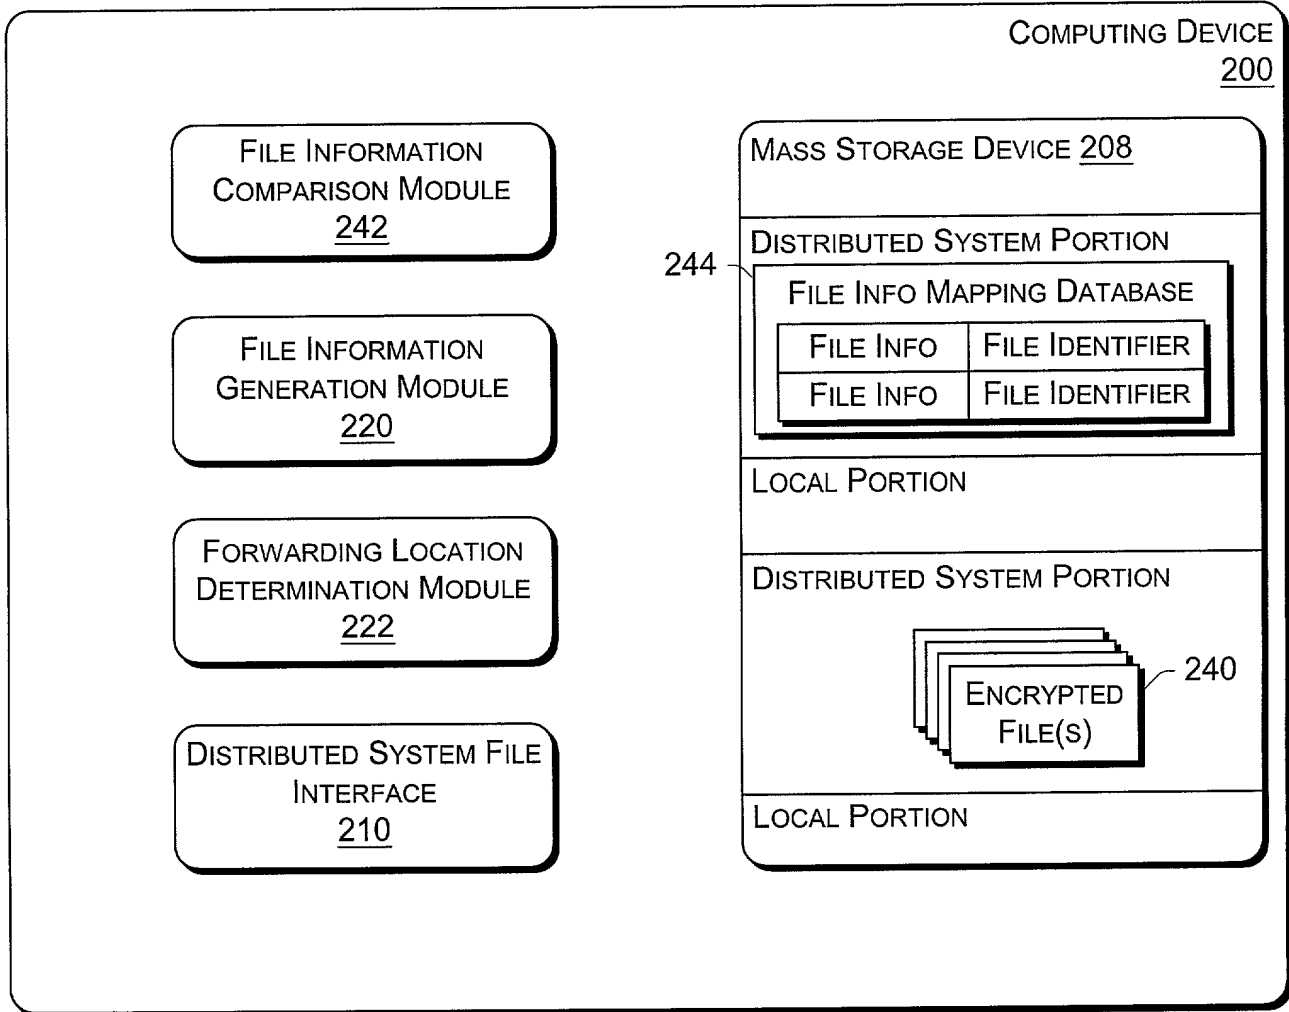 COMPUTING DEVICE
200
FILE INFORMATION
COMPARISON MODULE
242
FILE INFORMATION
GENERATION MODULE
220
FORWARDING LOCATION
DETERMINATION MODULE
222
DISTRIBUTED SYSTEM FILE
INTERFACE
210
MASS STORAGE DEVICE 208
DISTRIBUTED SYSTEM PORTION
244
FILE INFO MAPPING DATABASE
FILE INFO FILE IDENTIFIER
FILE INFO FILE IDENTIFIER
LOCAL PORTION
DISTRIBUTED SYSTEM PORTION
ENCRYPTED
FILE(S)
240
LOCAL PORTION